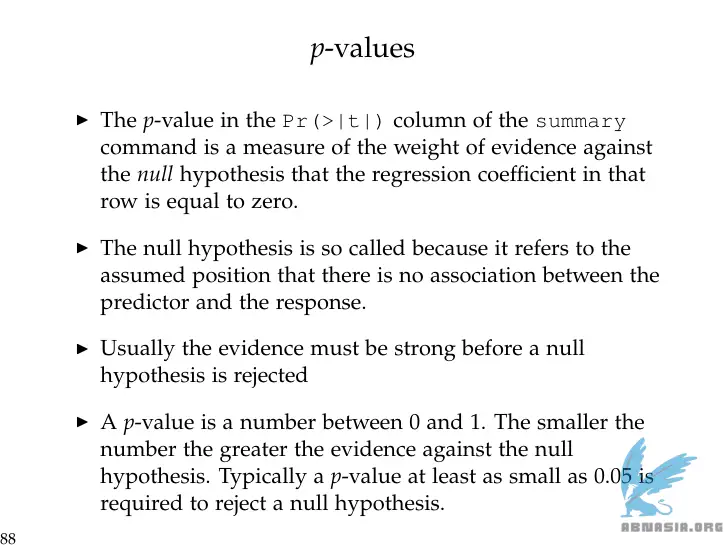 p-values
▶ The p-value in the Pr(>|t|) column of the summary
command is a measure of the weight of evidence against
the null hypothesis that the regression coefficient in that
row is equal to zero.
▶ The null hypothesis is so called because it refers to the
assumed position that there is no association between the
predictor and the response.
▶ Usually the evidence must be strong before a null
hypothesis is rejected
▶ A p-value is a number between 0 and 1. The smaller the
number the greater the evidence against the null
hypothesis. Typically a p-value at least as small as 0.05 is
required to reject a null hypothesis.
ABNASIA.ORG
88